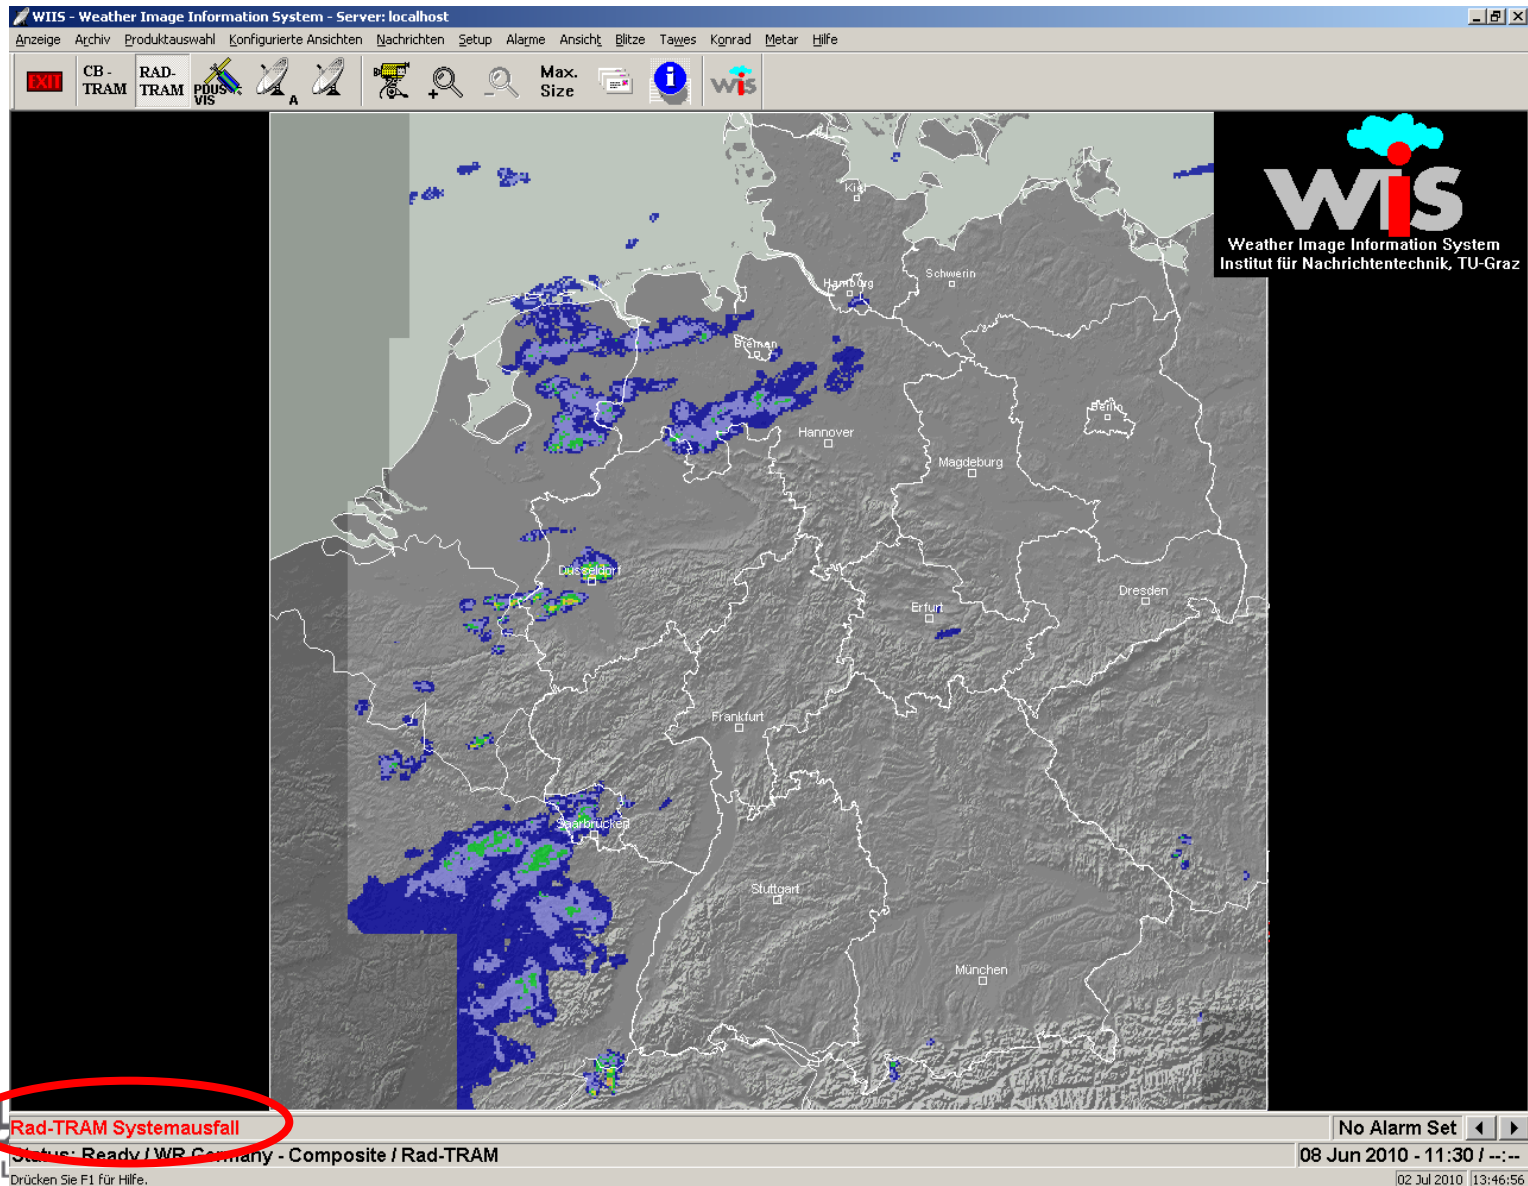 WIIS - Weather Image Information System - Server: localhost
Anzeige Archiv Produktauswahl Konfigurierte Ansichten Nachrichten Setup Alarme Ansicht Blitze Tawes Konrad Metar Hilfe
EXIT
CB -
TRAM
RAD-
TRAM
PDUS
VIS
A
Max.
Size
wis
WiS
Weather Image Information System
Institut für Nachrichtentechnik, TU-Graz
Kiel
Schwerin
Hamburg
Bremen
Berlin
Hannover
Magdeburg
Düsseldorf
Dresden
Erfurt
Frankfurt
Saarbrücken
Stuttgart
München
Rad-TRAM Systemausfall
No Alarm Set
Status: Ready / WR Germany - Composite / Rad-TRAM
08 Jun 2010 - 11:30 / --:--
Drücken Sie F1 für Hilfe.
02 Jul 2010 13:46:56